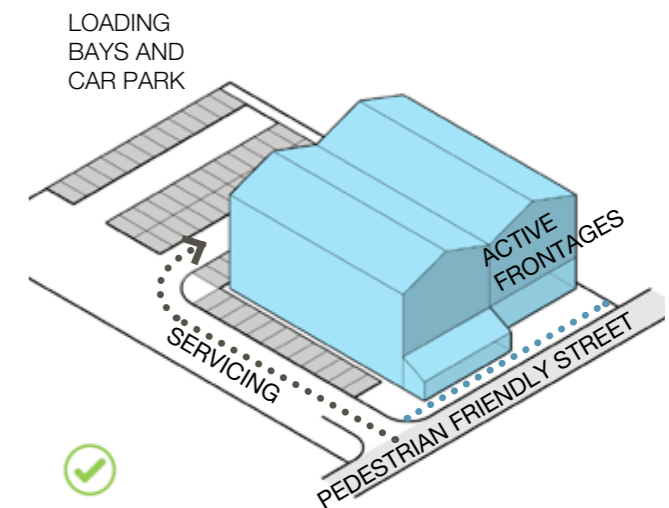 LOADING
BAYS AND
CAR PARK
ACTIVE
FRONTAGES
SERVICING
PEDESTRIAN FRIENDLY STREET